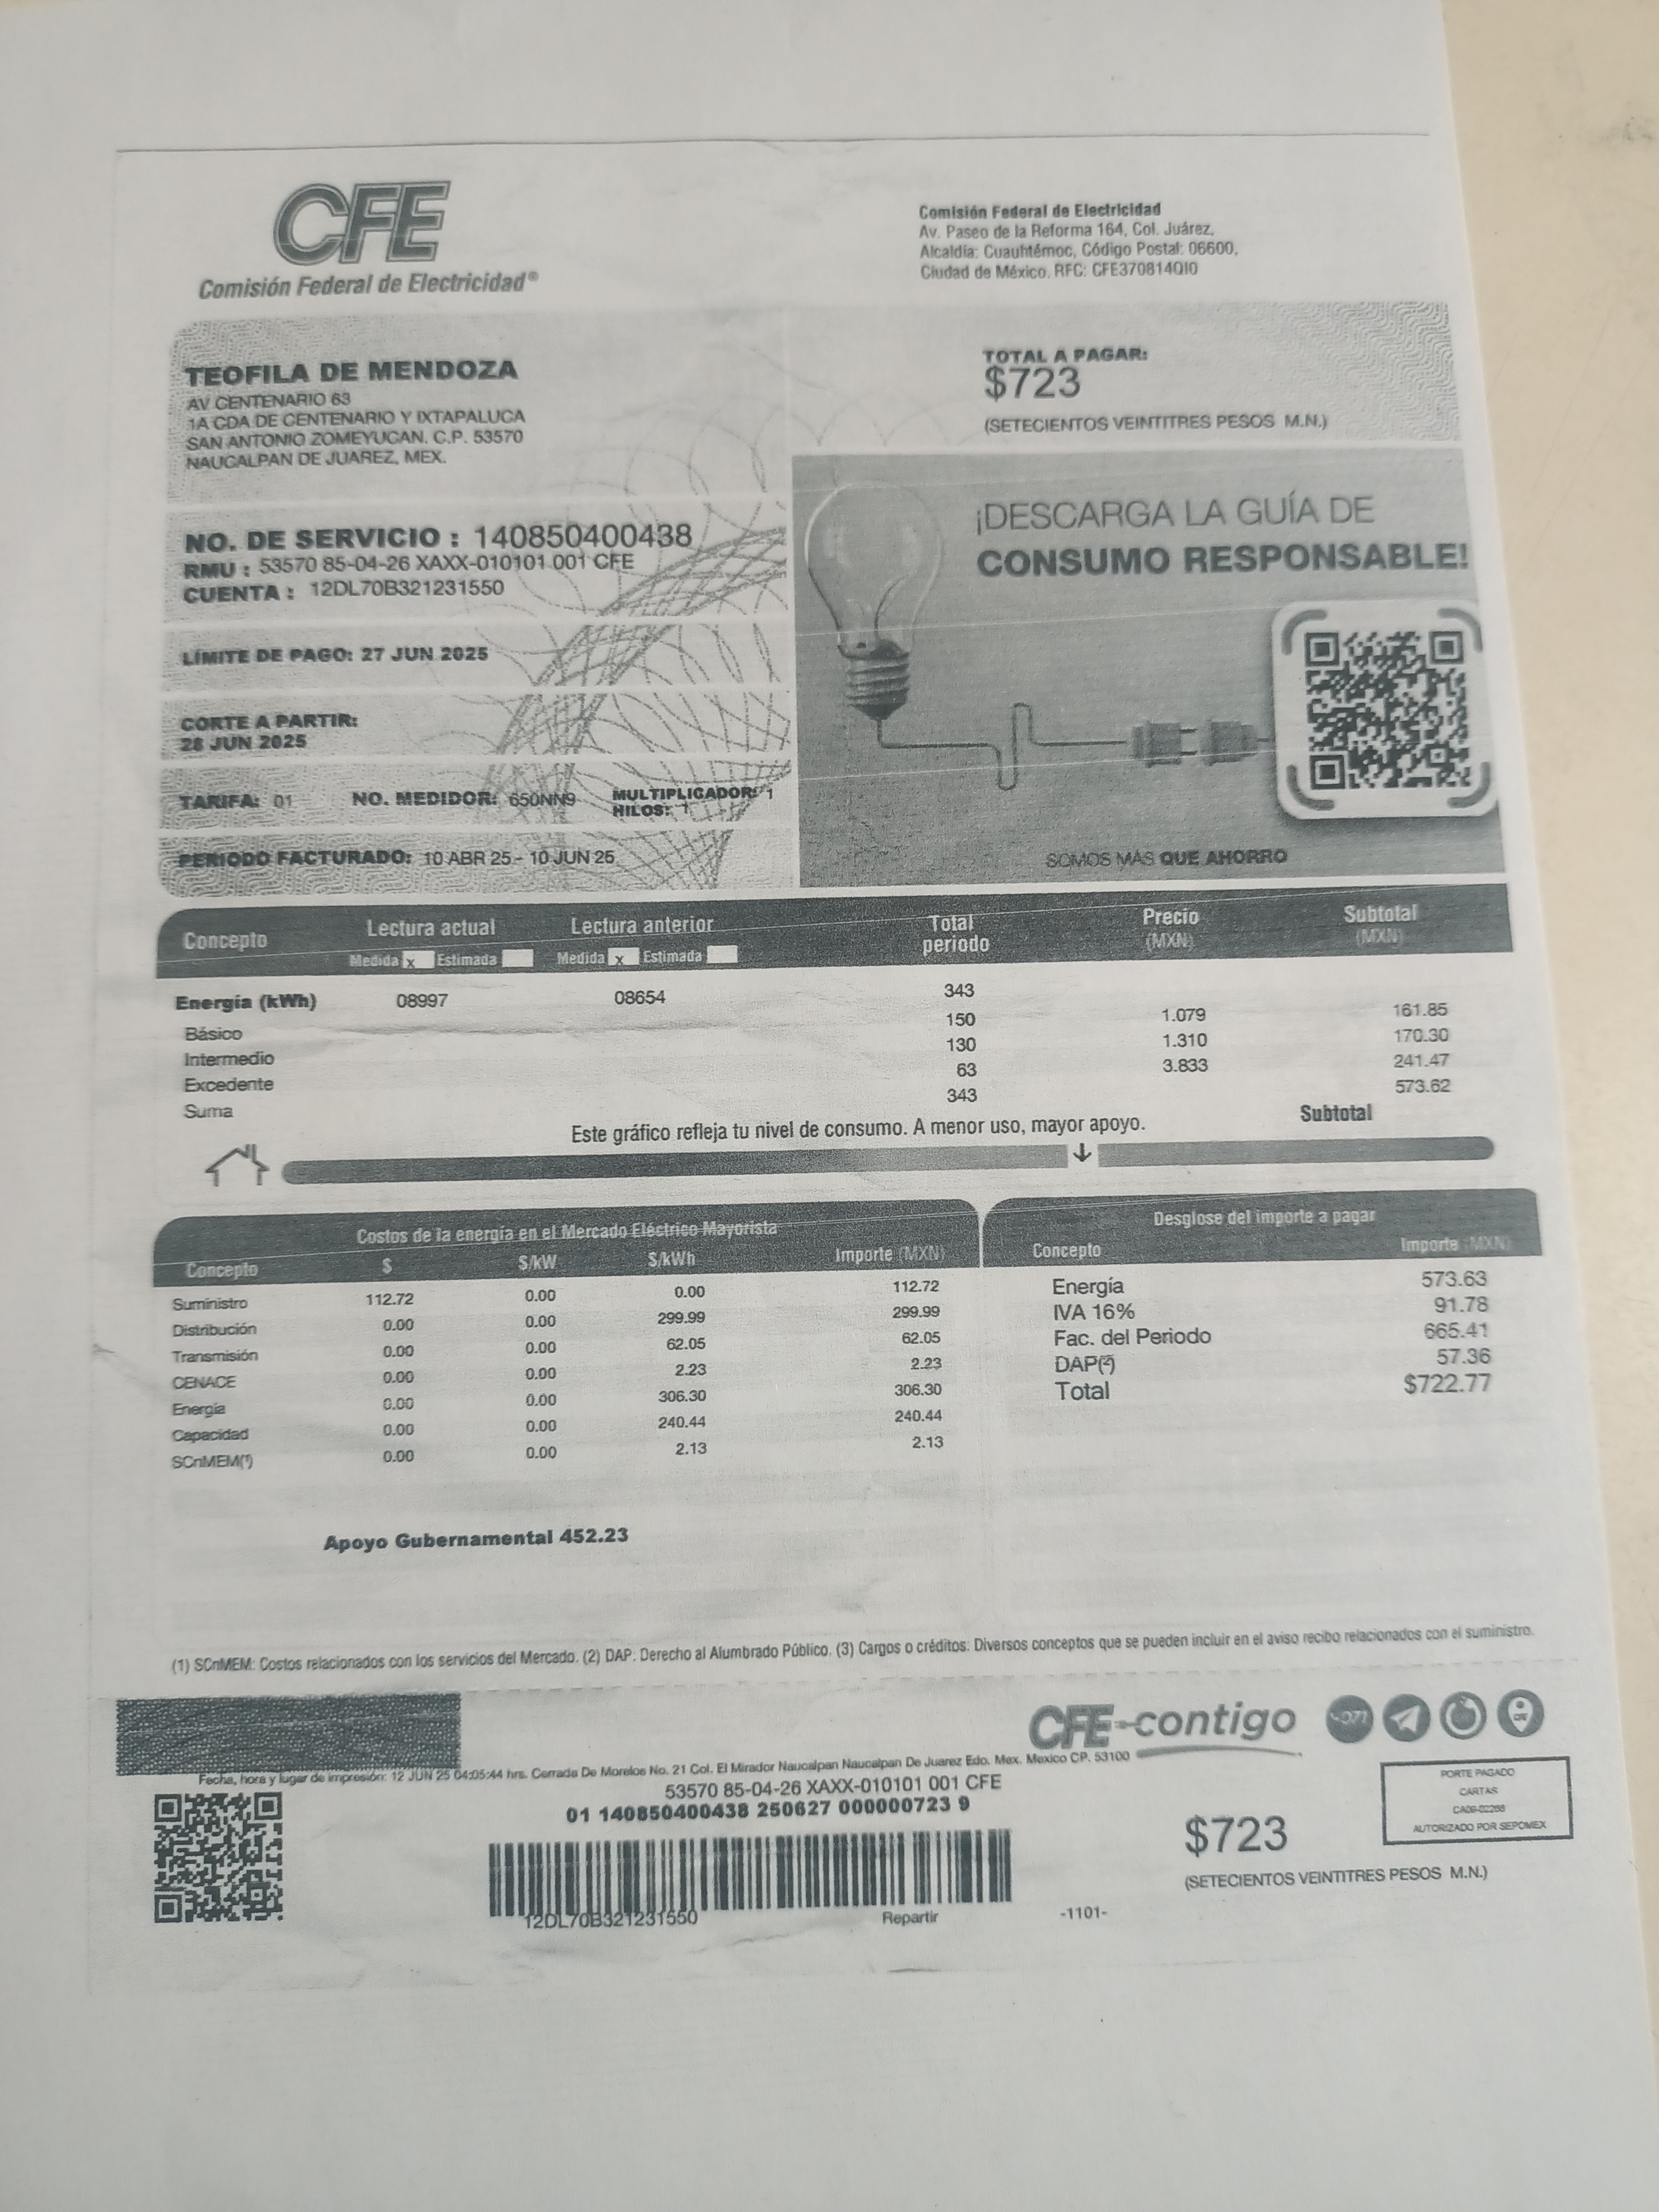 CFE
Comisión Federal de Electricidad®
Comisión Federal de Electricidad
Av. Paseo de la Reforma 164, Col. Juárez,
Alcaldía: Cuauhtémoc, Código Postal: 06600,
Ciudad de México. RFC: CFE370814QI0
TEOFILA DE MENDOZA
AV CENTENARIO 63
1A CDA DE CENTENARIO Y IXTAPALUCA
SAN ANTONIO ZOMEYUCAN. C.P. 53570
NAUCALPAN DE JUAREZ, MEX.
TOTAL A PAGAR:
$723
(SETECIENTOS VEINTITRES PESOS M.N.)
NO. DE SERVICIO : 140850400438
RMU : 53570 85-04-26 XAXX-010101 001 CFE
CUENTA : 12DL70B321231550
LÍMITE DE PAGO: 27 JUN 2025
CORTE A PARTIR:
28 JUN 2025
TARIFA: 01 NO. MEDIDOR: 650NN9 MULTIPLICADOR: 1
HILOS: 1
PERIODO FACTURADO: 10 ABR 25 - 10 JUN 25
¡DESCARGA LA GUÍA DE
CONSUMO RESPONSABLE!
SOMOS MÁS QUE AHORRO
Concepto Lectura actual Lectura anterior Total periodo Precio (MXN) Subtotal (MXN)
Medida x Estimada Medida x Estimada
Energía (kWh) 08997 08654 343
Básico 150 1.079 161.85
Intermedio 130 1.310 170.30
Excedente 63 3.833 241.47
Suma 343 573.62
Subtotal
Este gráfico refleja tu nivel de consumo. A menor uso, mayor apoyo.
Costos de la energía en el Mercado Eléctrico Mayorista
Concepto $ $/kW $/kWh Importe (MXN)
Suministro 112.72 0.00 0.00 112.72
Distribución 0.00 0.00 299.99 299.99
Transmisión 0.00 0.00 62.05 62.05
CENACE 0.00 0.00 2.23 2.23
Energía 0.00 0.00 306.30 306.30
Capacidad 0.00 0.00 240.44 240.44
SCnMEM(1) 0.00 0.00 2.13 2.13
Desglose del importe a pagar
Concepto Importe (MXN)
Energía 573.63
IVA 16% 91.78
Fac. del Periodo 665.41
DAP(2) 57.36
Total $722.77
Apoyo Gubernamental 452.23
(1) SCnMEM: Costos relacionados con los servicios del Mercado. (2) DAP: Derecho al Alumbrado Público. (3) Cargos o créditos: Diversos conceptos que se pueden incluir en el aviso recibo relacionados con el suministro.
CFE contigo
071
CFE
Fecha, hora y lugar de impresión: 12 JUN 25 04:05:44 hrs. Cerrada De Morelos No. 21 Col. El Mirador Naucalpan Naucalpan De Juarez Edo. Mex. Mexico CP. 53100
53570 85-04-26 XAXX-010101 001 CFE
01 140850400438 250627 000000723 9
12DL70B321231550
Repartir
-1101-
$723
(SETECIENTOS VEINTITRES PESOS M.N.)
PORTE PAGADO
CARTAS
AUTORIZADO POR SEPOMEX